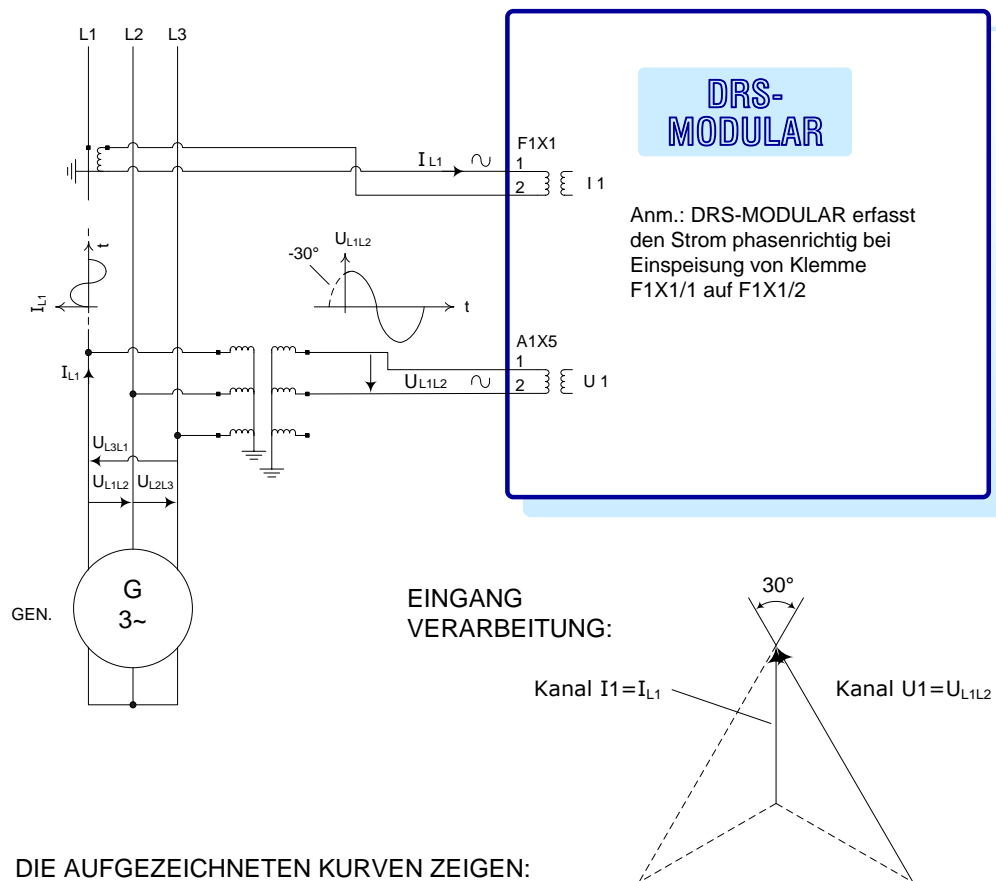 L1 L2 L3
DRS-
MODULAR
F1X1
I L1
1
2
I 1
Anm.: DRS-MODULAR erfasst
den Strom phasenrichtig bei
Einspeisung von Klemme
F1X1/1 auf F1X1/2
t
IL1
-30°
UL1L2
t
A1X5
1
2
U 1
IL1
UL1L2
UL3L1
UL1L2 UL2L3
G
3~
GEN.
EINGANG
VERARBEITUNG:
30°
Kanal I1=IL1
Kanal U1=UL1L2
DIE AUFGEZEICHNETEN KURVEN ZEIGEN: